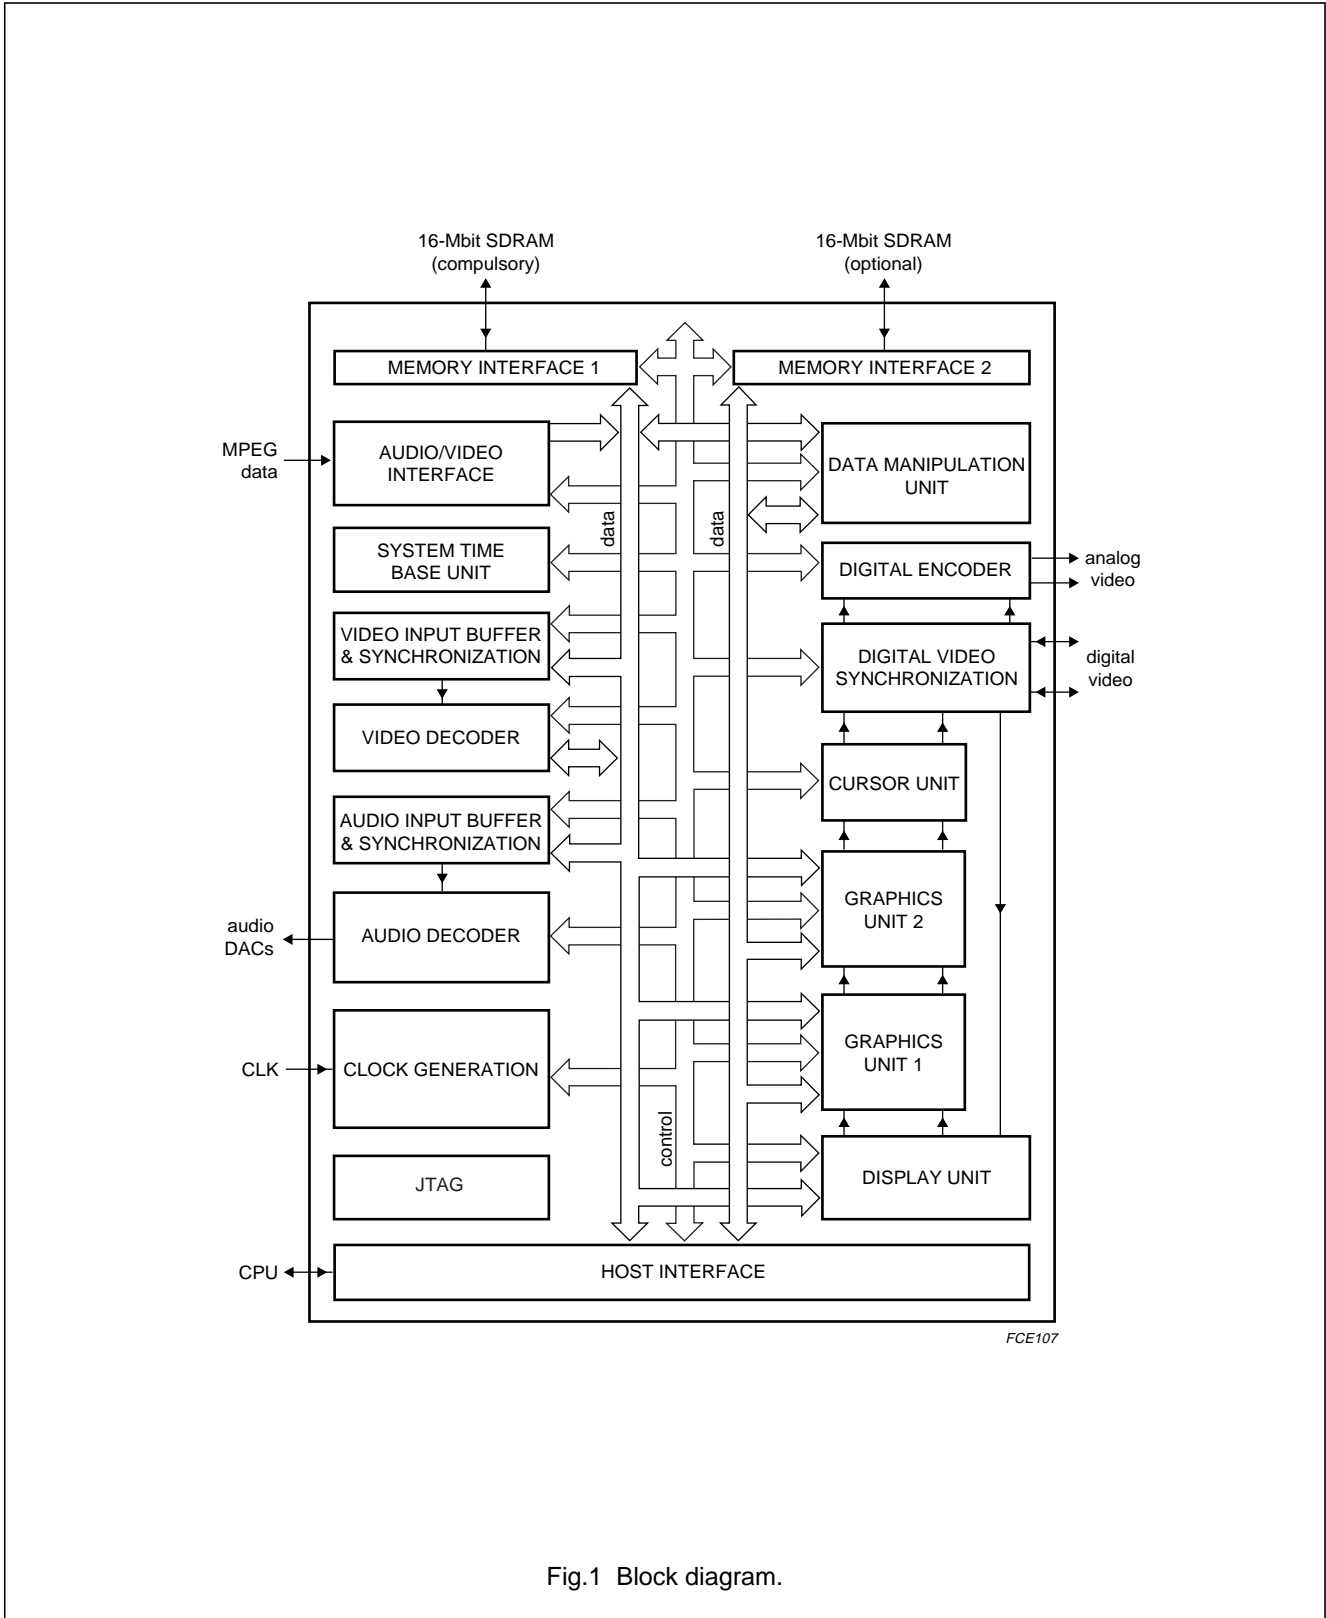 16-Mbit SDRAM
(compulsory)
16-Mbit SDRAM
(optional)
MEMORY INTERFACE 1
MEMORY INTERFACE 2
MPEG
data
AUDIO/VIDEO
INTERFACE
DATA MANIPULATION
UNIT
data
data
SYSTEM TIME
BASE UNIT
DIGITAL ENCODER
analog
video
VIDEO INPUT BUFFER
& SYNCHRONIZATION
DIGITAL VIDEO
SYNCHRONIZATION
digital
video
VIDEO DECODER
CURSOR UNIT
AUDIO INPUT BUFFER
& SYNCHRONIZATION
GRAPHICS
UNIT 2
audio
DACs
AUDIO DECODER
GRAPHICS
UNIT 1
CLK
CLOCK GENERATION
control
JTAG
DISPLAY UNIT
CPU
HOST INTERFACE
FCE107
Fig.1 Block diagram.